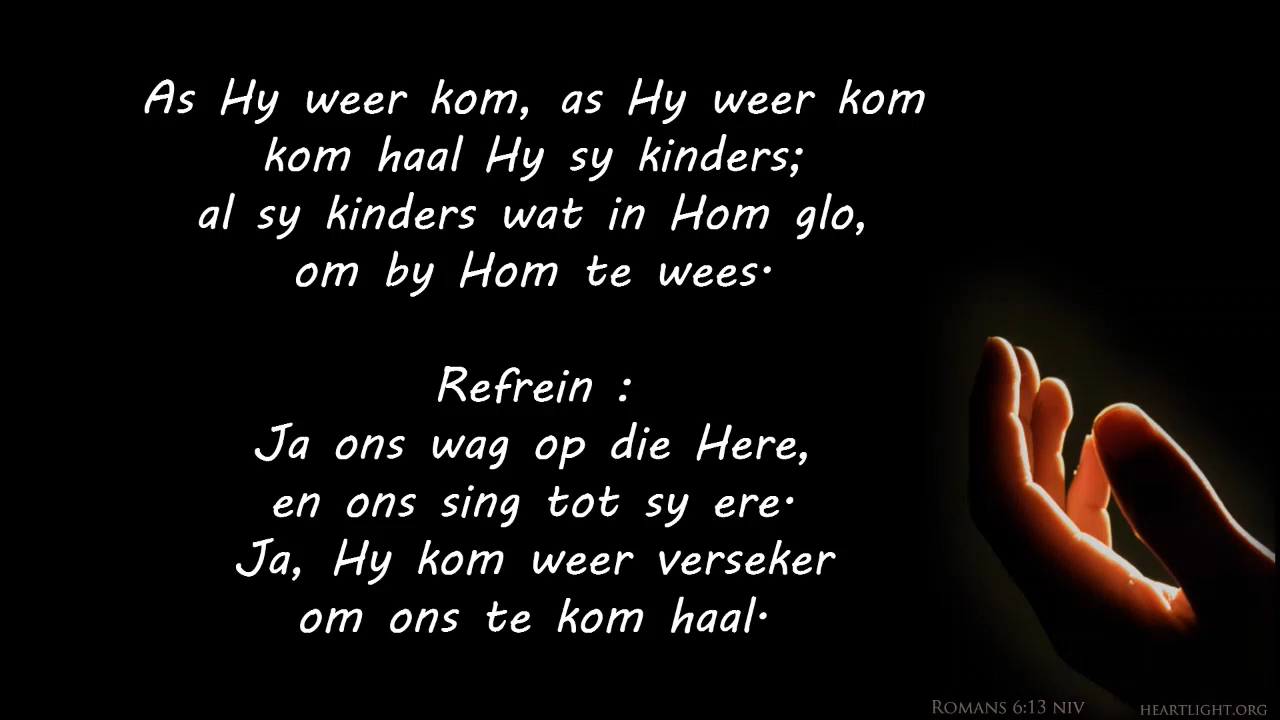 As Hy weer kom, as Hy weer kom
kom haal Hy sy kinders;
al sy kinders wat in Hom glo,
om by Hom te wees.
Refrein :
Ja ons wag op die Here,
en ons sing tot sy ere.
Ja, Hy kom weer verseker
om ons te kom haal.
Romans 6:13 NIV
HEARTLIGHT.ORG